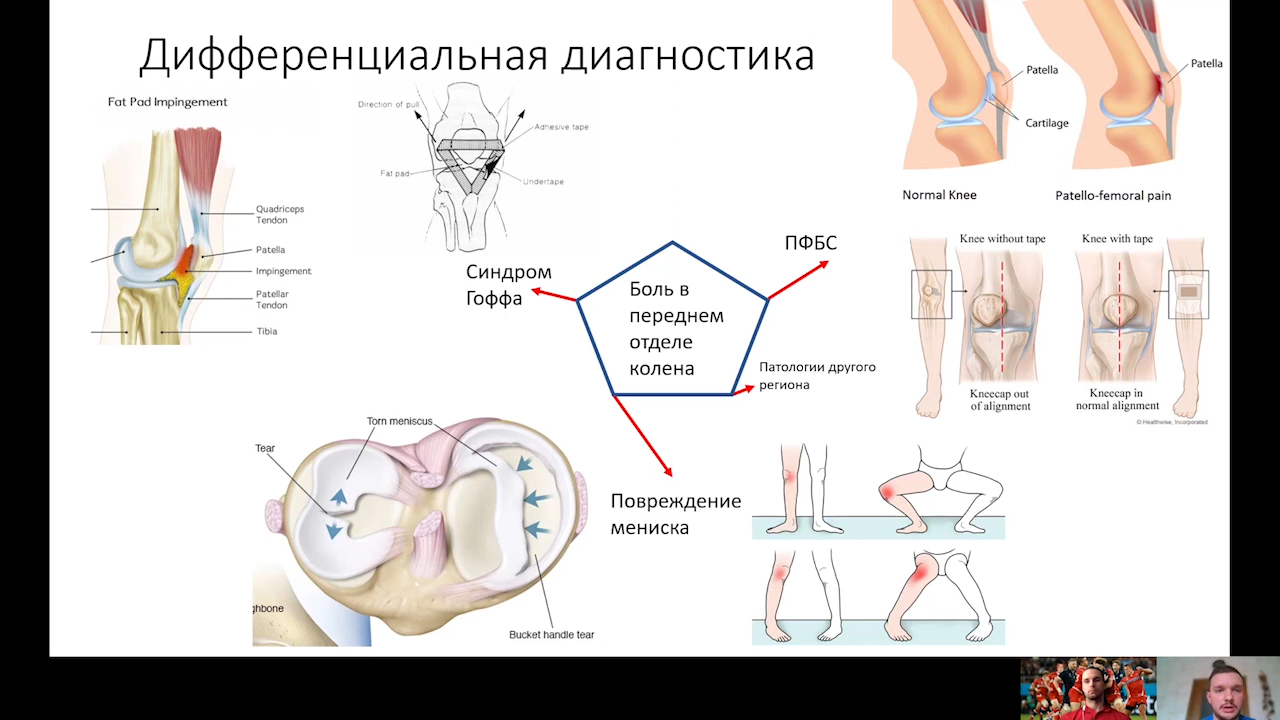 Дифференциальная диагностика
Fat Pad Impingement
Quadriceps
Tendon
Patella
Impingement
Patellar
Tendon
Tibia
Direction of pull
Adhesive tape
Fat pad
Undertape
Patella
Cartilage
Patella
Normal Knee
Patello-femoral pain
Синдром
Гоффа
Боль в
переднем
отделе
колена
ПФБС
Патологии другого
региона
Повреждение
мениска
Knee without tape
Knee with tape
Kneecap out
of alignment
Kneecap in
normal alignment
© Healthwise, Incorporated
Torn meniscus
Tear
ghbone
Bucket handle tear